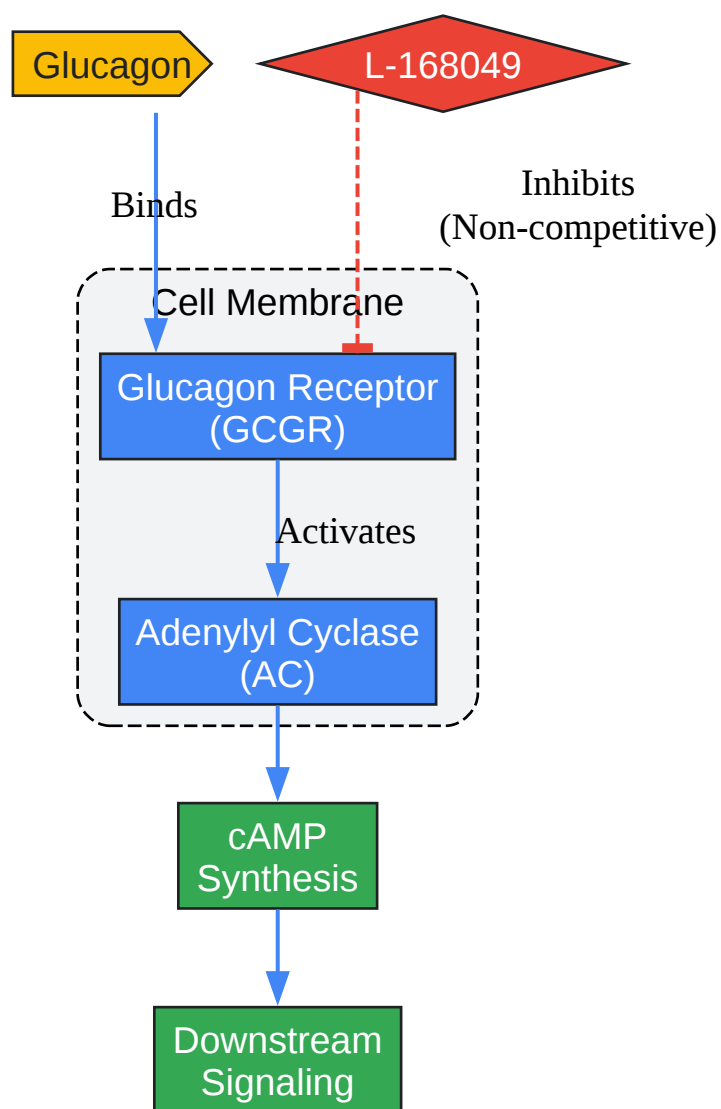 Glucagon
L-168049
Binds
Inhibits
(Non-competitive)
Cell Membrane
Glucagon Receptor
(GCGR)
Activates
Adenylyl Cyclase
(AC)
cAMP
Synthesis
Downstream
Signaling